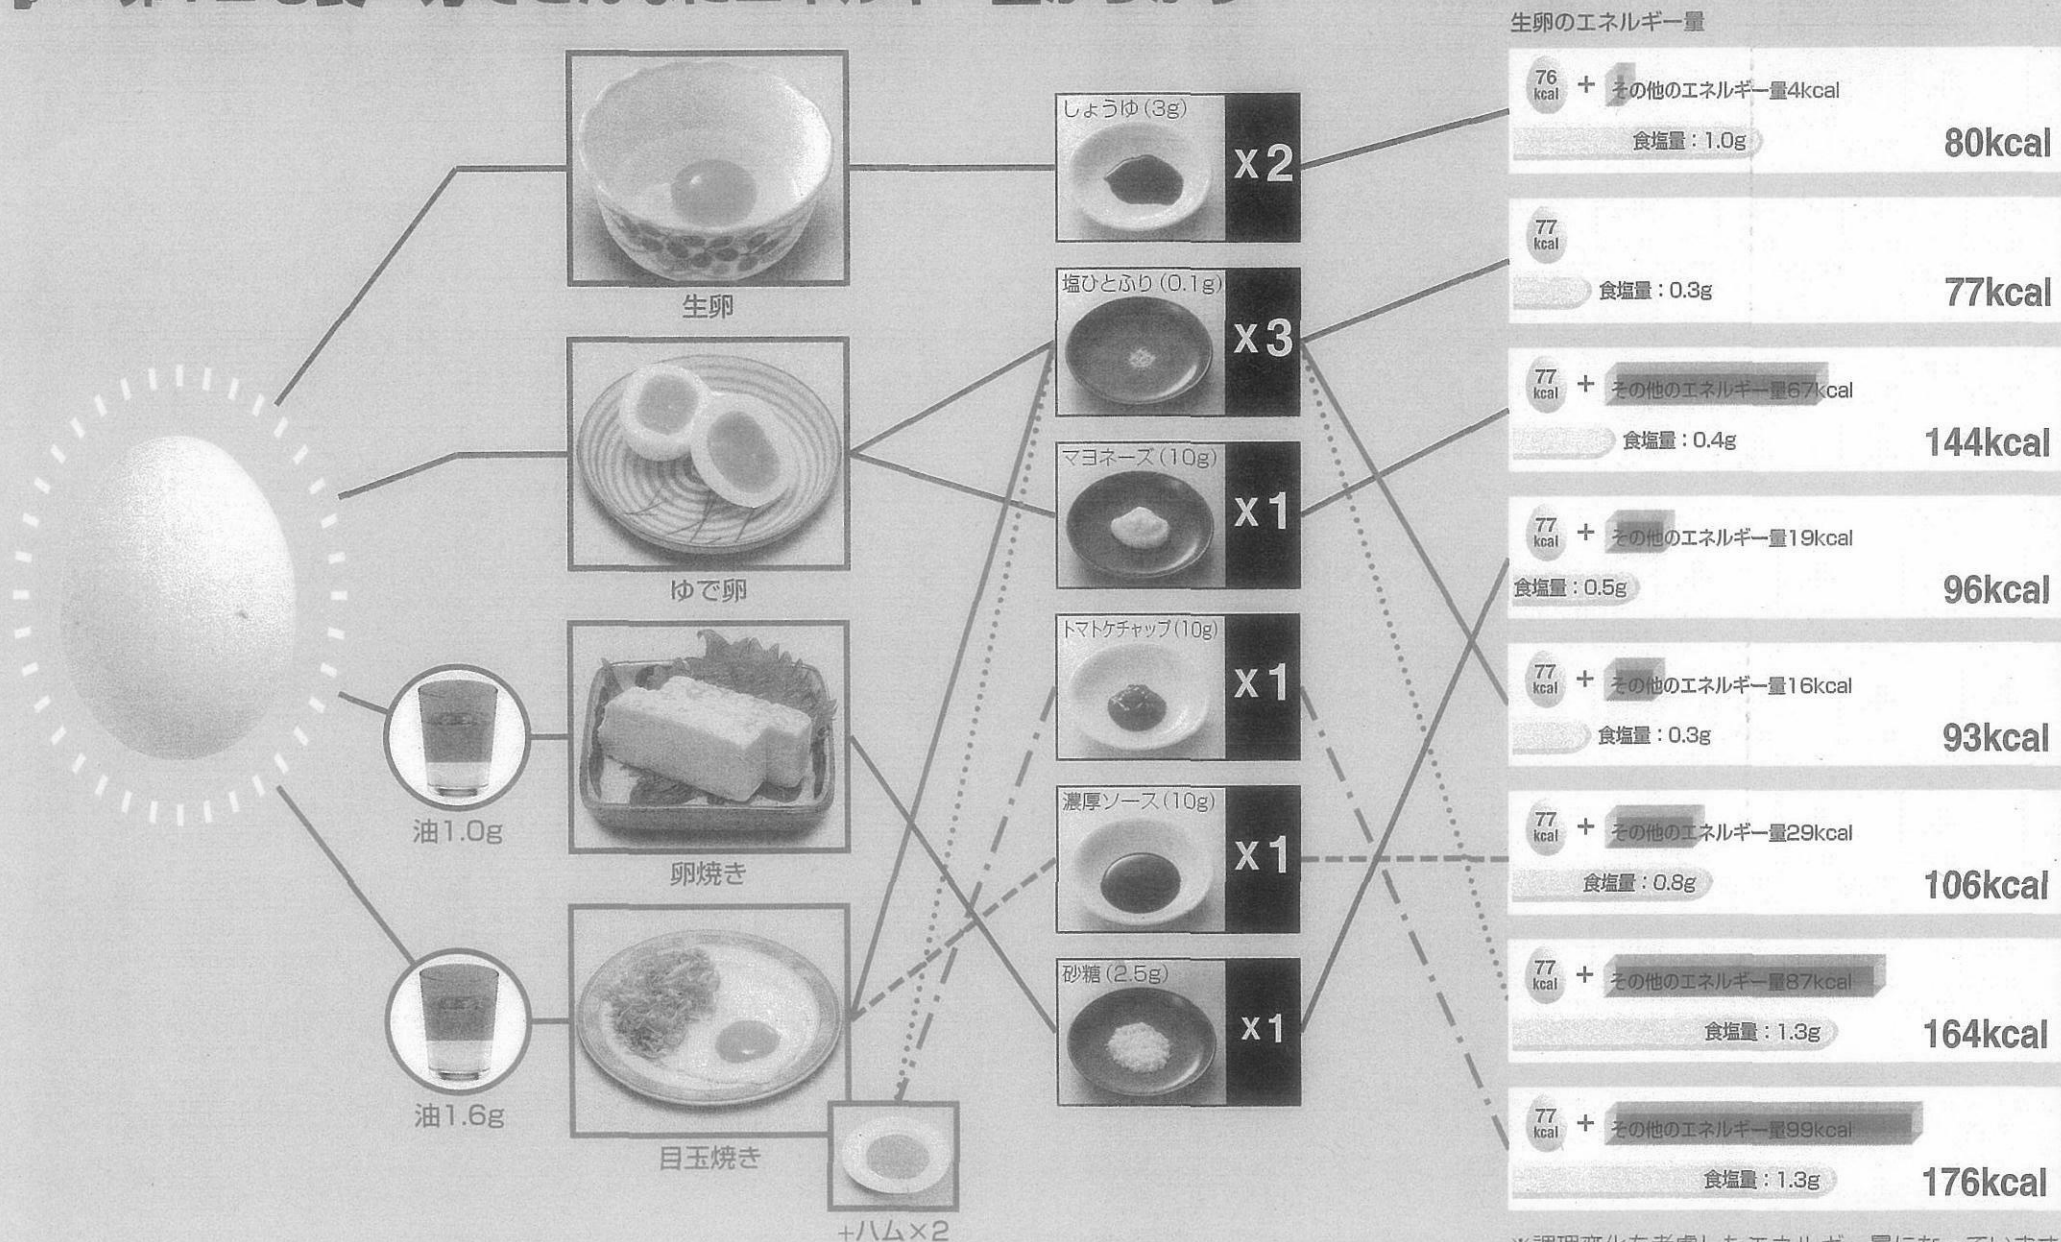 生卵のエネルギー量
76 kcal + その他のエネルギー量4kcal
食塩量：1.0g
80kcal
77 kcal
食塩量：0.3g
77kcal
77 kcal + その他のエネルギー量67kcal
食塩量：0.4g
144kcal
77 kcal + その他のエネルギー量19kcal
食塩量：0.5g
96kcal
77 kcal + その他のエネルギー量16kcal
食塩量：0.3g
93kcal
77 kcal + その他のエネルギー量29kcal
食塩量：0.8g
106kcal
77 kcal + その他のエネルギー量87kcal
食塩量：1.3g
164kcal
77 kcal + その他のエネルギー量99kcal
食塩量：1.3g
176kcal
生卵
ゆで卵
油1.0g
卵焼き
油1.6g
目玉焼き
+ハム×2
しょうゆ(3g)
x2
塩ひとふり(0.1g)
x3
マヨネーズ(10g)
x1
トマトケチャップ(10g)
x1
濃厚ソース(10g)
x1
砂糖(2.5g)
x1